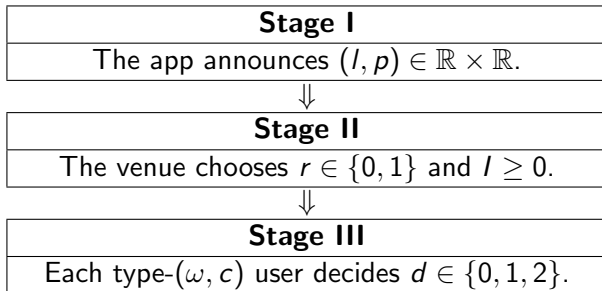 Stage I
The app announces (l, p) ∈ ℝ × ℝ.
⇓
Stage II
The venue chooses r ∈ {0, 1} and I ≥ 0.
⇓
Stage III
Each type-(ω, c) user decides d ∈ {0, 1, 2}.